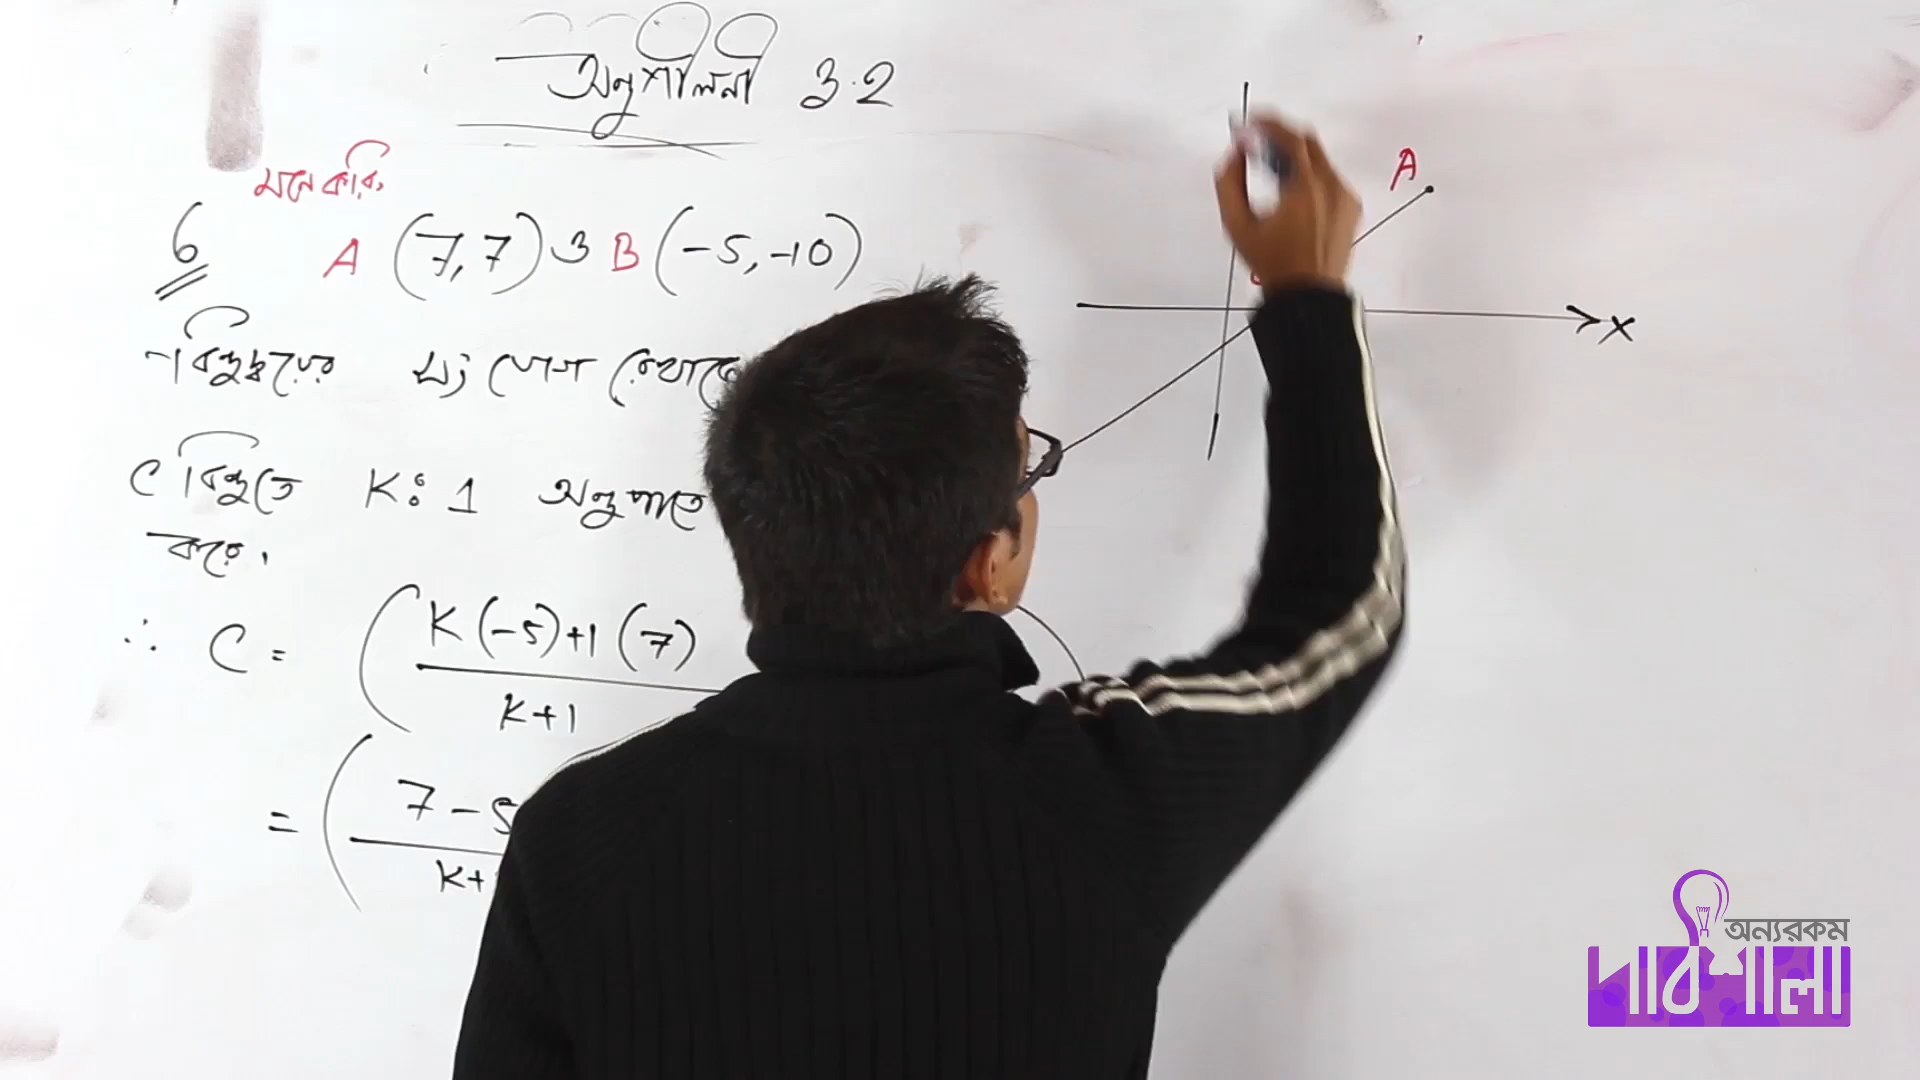 অনুশীলনী 3.2
মনে করি,
6 A (7,7) ও B (-5,-10)
বিন্দুদ্বয়ের সংযোগ রেখাকে
C বিন্দুতে K : 1 অনুপাতে
করে।
∴ C = ( K(-5)+1(7)
K+1
= ( 7-5
K+
A
X
অন্যরকম
পাঠশালা